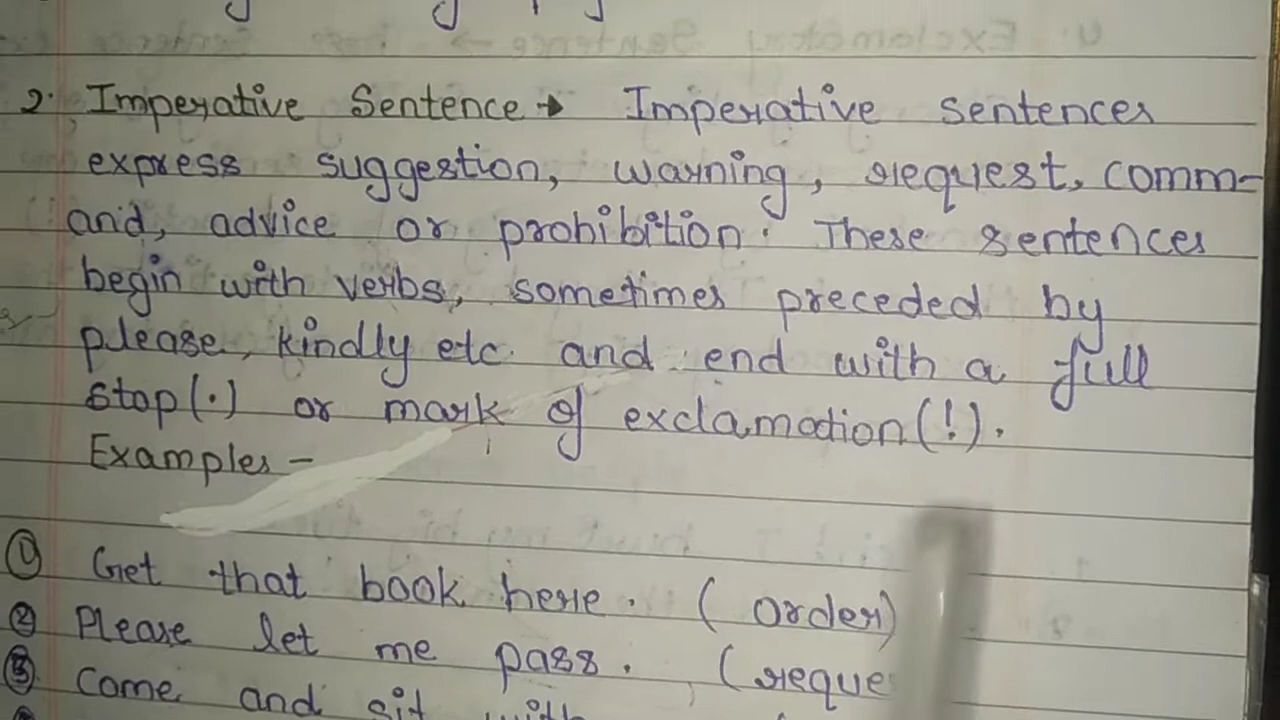 2. Imperative Sentence → Imperative sentences
express suggestion, warning, request, comm-
and, advice or prohibition. These sentences
begin with verbs, sometimes preceded by
please, kindly etc. and end with a full
stop(.) or mark of exclamation(!).
Examples -
① Get that book here. (order)
② Please let me pass. (reque
③ Come and sit with